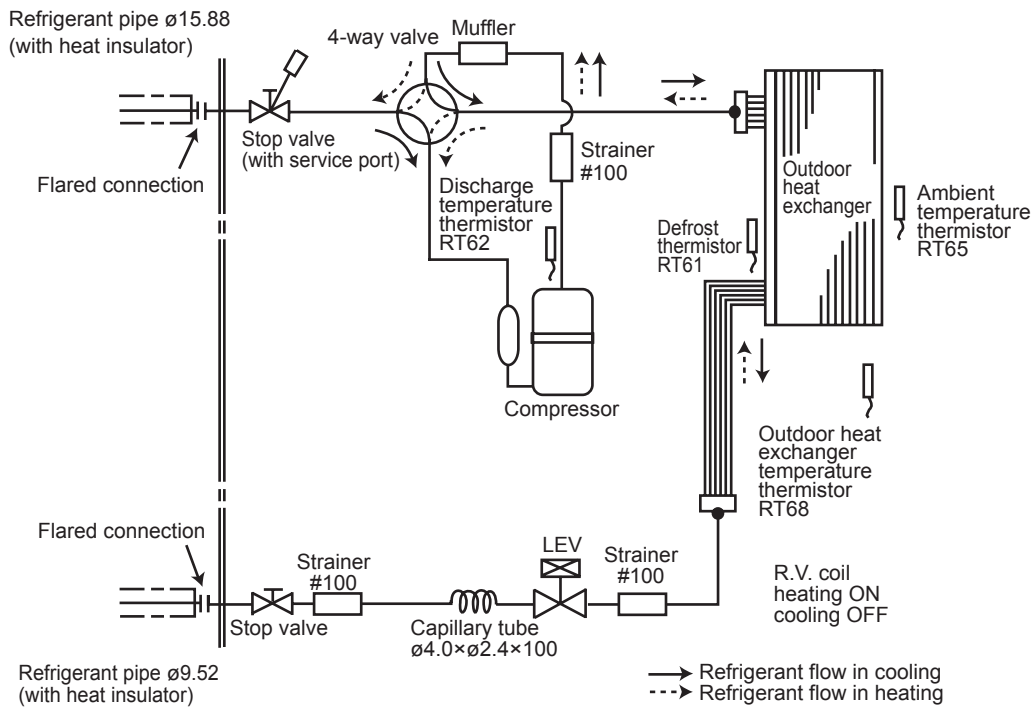 Refrigerant pipe ø15.88
(with heat insulator)
4-way valve
Muffler
Stop valve
(with service port)
Flared connection
Strainer
#100
Discharge
temperature
thermistor
RT62
Outdoor
heat
exchanger
Ambient
temperature
thermistor
RT65
Defrost
thermistor
RT61
Compressor
Outdoor heat
exchanger
temperature
thermistor
RT68
Flared connection
Strainer
#100
LEV
Strainer
#100
R.V. coil
heating ON
cooling OFF
Stop valve
Capillary tube
ø4.0×ø2.4×100
Refrigerant pipe ø9.52
(with heat insulator)
Refrigerant flow in cooling
Refrigerant flow in heating